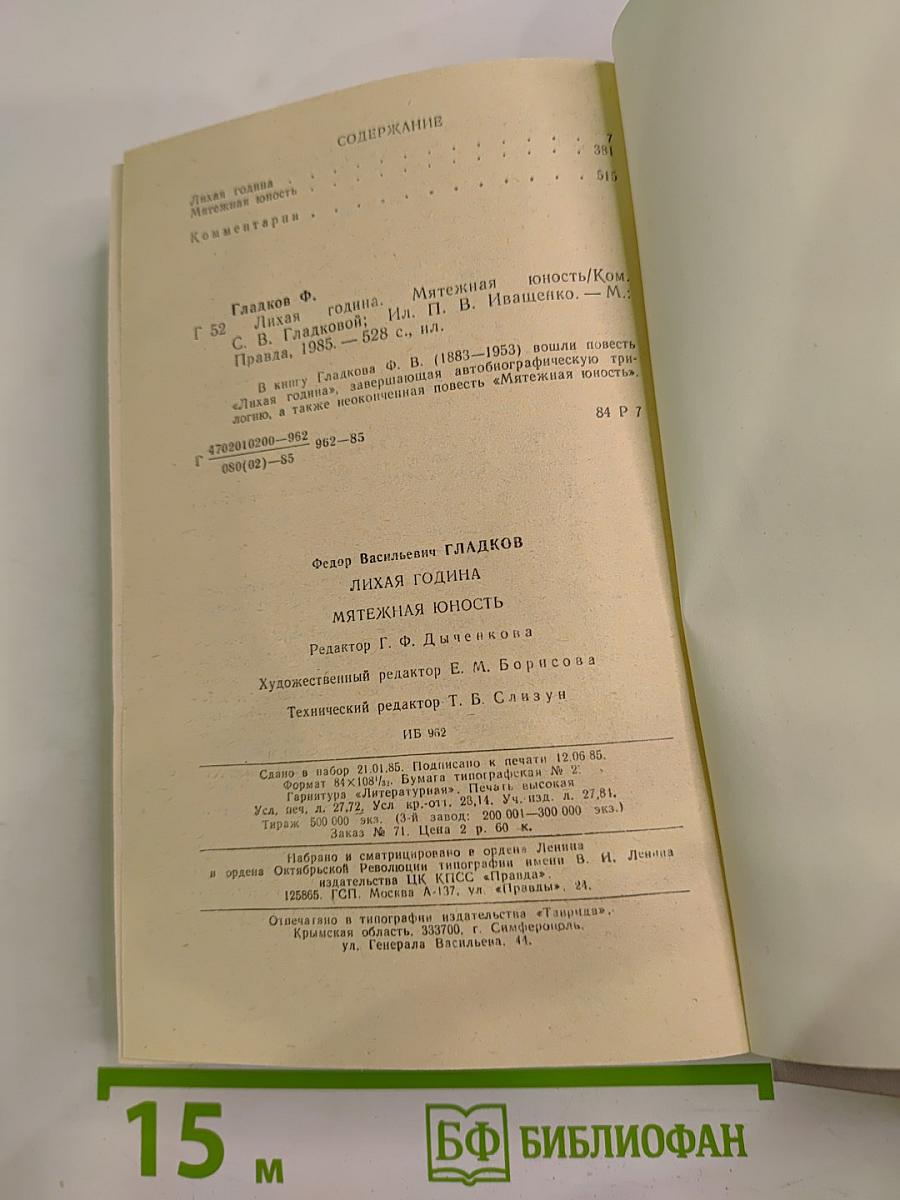 СОДЕРЖАНИЕ
Лихая година . . . . . . . . . . 7
Мятежная юность . . . . . . . . . . 381
Комментарии . . . . . . . . . . 515
Гладков Ф.
Г 52 Лихая година. Мятежная юность/Ком.
С. В. Гладковой; Ил. П. В. Иващенко. — М.:
Правда, 1985. — 528 с., ил.
В книгу Гладкова Ф. В. (1883—1953) вошли повесть
«Лихая година», завершающая автобиографическую три-
логию, а также неоконченная повесть «Мятежная юность».
84 Р 7
Г 4702010200—962 962—85
080(02)—85
Федор Васильевич ГЛАДКОВ
ЛИХАЯ ГОДИНА
МЯТЕЖНАЯ ЮНОСТЬ
Редактор Г. Ф. Дыченкова
Художественный редактор Е. М. Борисова
Технический редактор Т. Б. Слизун
ИБ 962
Сдано в набор 21.01.85. Подписано к печати 12.06 85.
Формат 84×108¹/₃₂. Бумага типографская № 2.
Гарнитура «Литературная». Печать высокая
Усл. печ. л. 27,72. Усл кр.-отт. 28,14. Уч. изд. л. 27,81.
Тираж 500 000 экз. (3-й завод: 200 001—300 000 экз.)
Заказ № 71. Цена 2 р. 60 к.
Набрано и сматрицировано в ордена Ленина
и ордена Октябрьской Революции типографии имени В. И. Ленина
издательства ЦК КПСС «Правда».
125865. ГСП. Москва А-137, ул. «Правды», 24.
Отпечатано в типографии издательства «Таврида»,
Крымская область, 333700, г. Симферополь,
ул. Генерала Васильева, 44.
15 м
БФ БИБЛИОФАН